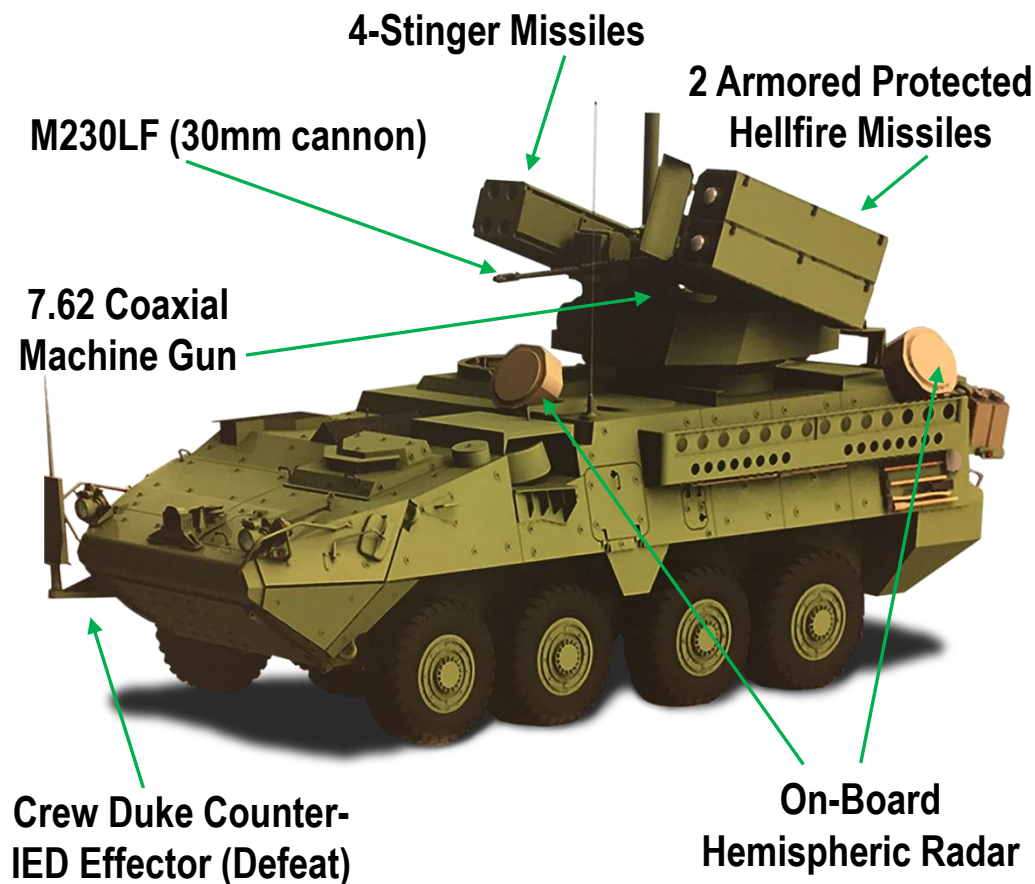 4-Stinger Missiles
2 Armored Protected
Hellfire Missiles
M230LF (30mm cannon)
7.62 Coaxial
Machine Gun
Crew Duke Counter-
IED Effector (Defeat)
On-Board
Hemispheric Radar